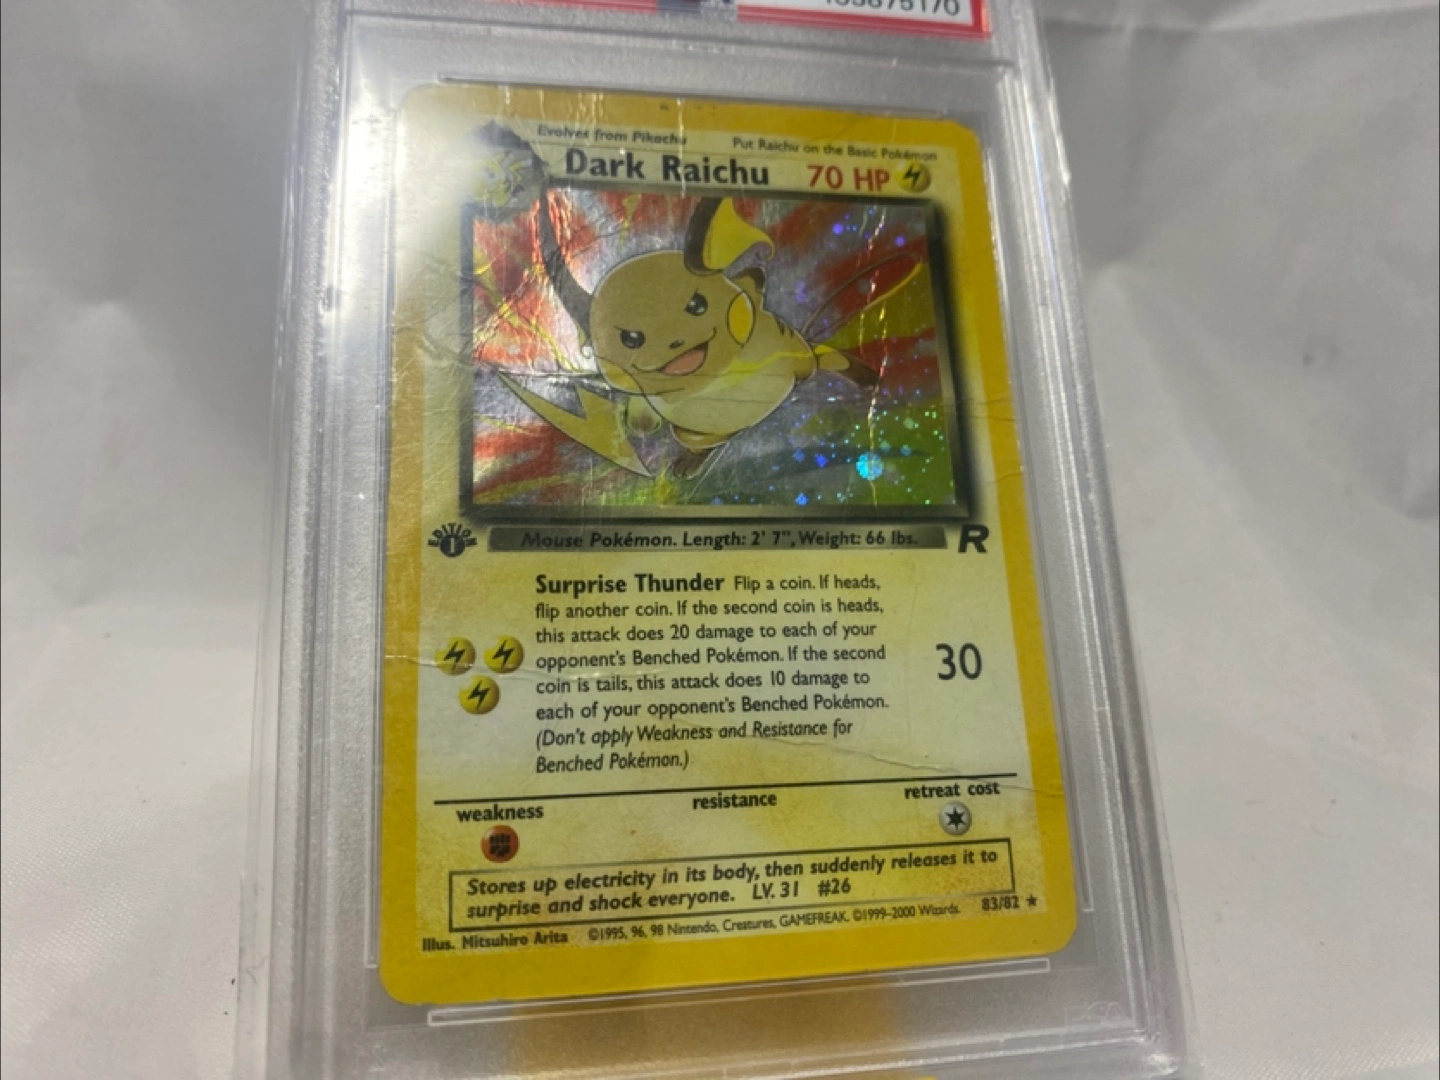 Evolves from Pikachu
Put Raichu on the Basic Pokémon
Dark Raichu 70 HP
EDITION
1
Mouse Pokémon. Length: 2' 7", Weight: 66 lbs.
R
Surprise Thunder Flip a coin. If heads,
flip another coin. If the second coin is heads,
this attack does 20 damage to each of your
opponent's Benched Pokémon. If the second
coin is tails, this attack does 10 damage to
each of your opponent's Benched Pokémon.
(Don't apply Weakness and Resistance for
Benched Pokémon.)
30
weakness
resistance
retreat cost
Stores up electricity in its body, then suddenly releases it to
surprise and shock everyone. LV. 31 #26
Illus. Mitsuhiro Arita ©1995, 96, 98 Nintendo, Creatures, GAMEFREAK. ©1999-2000 Wizards. 83/82 ★